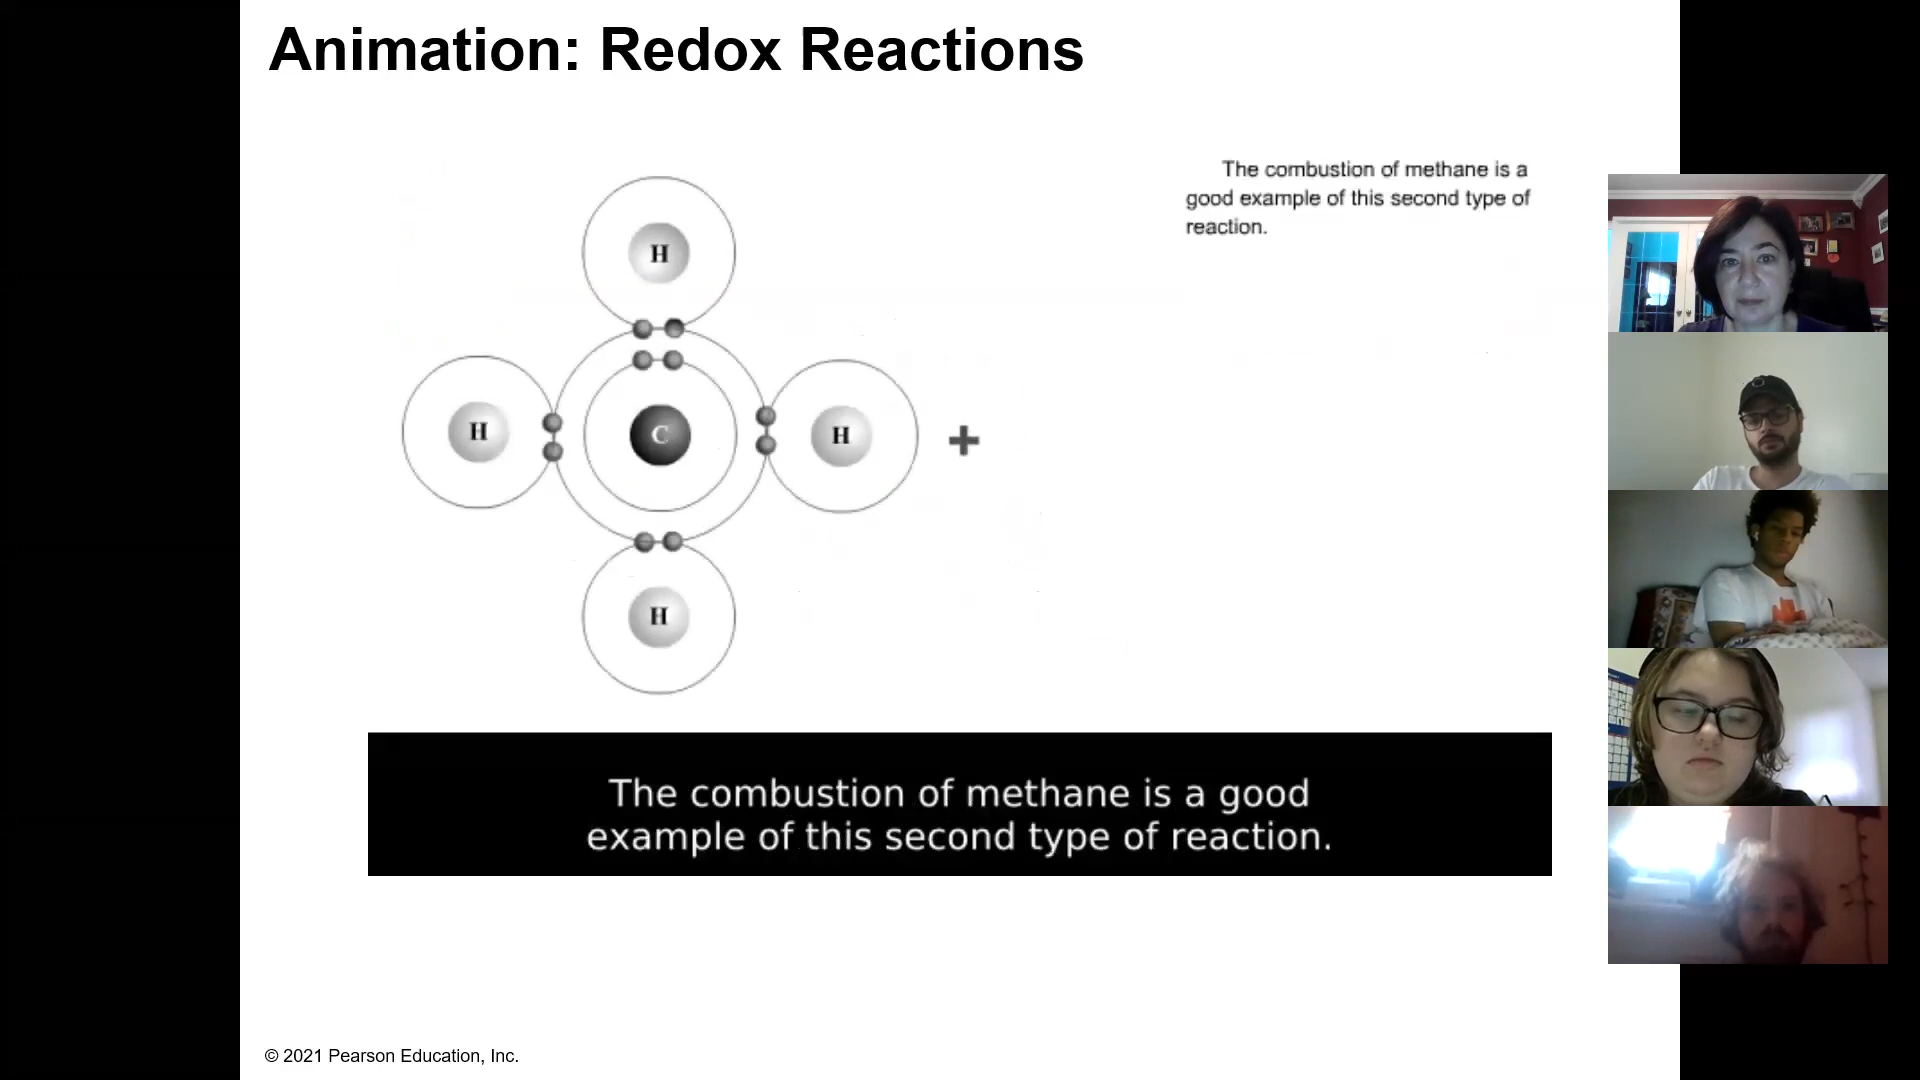 Animation: Redox Reactions
The combustion of methane is a
good example of this second type of
reaction.
H
H
C
H
+
H
The combustion of methane is a good
example of this second type of reaction.
© 2021 Pearson Education, Inc.